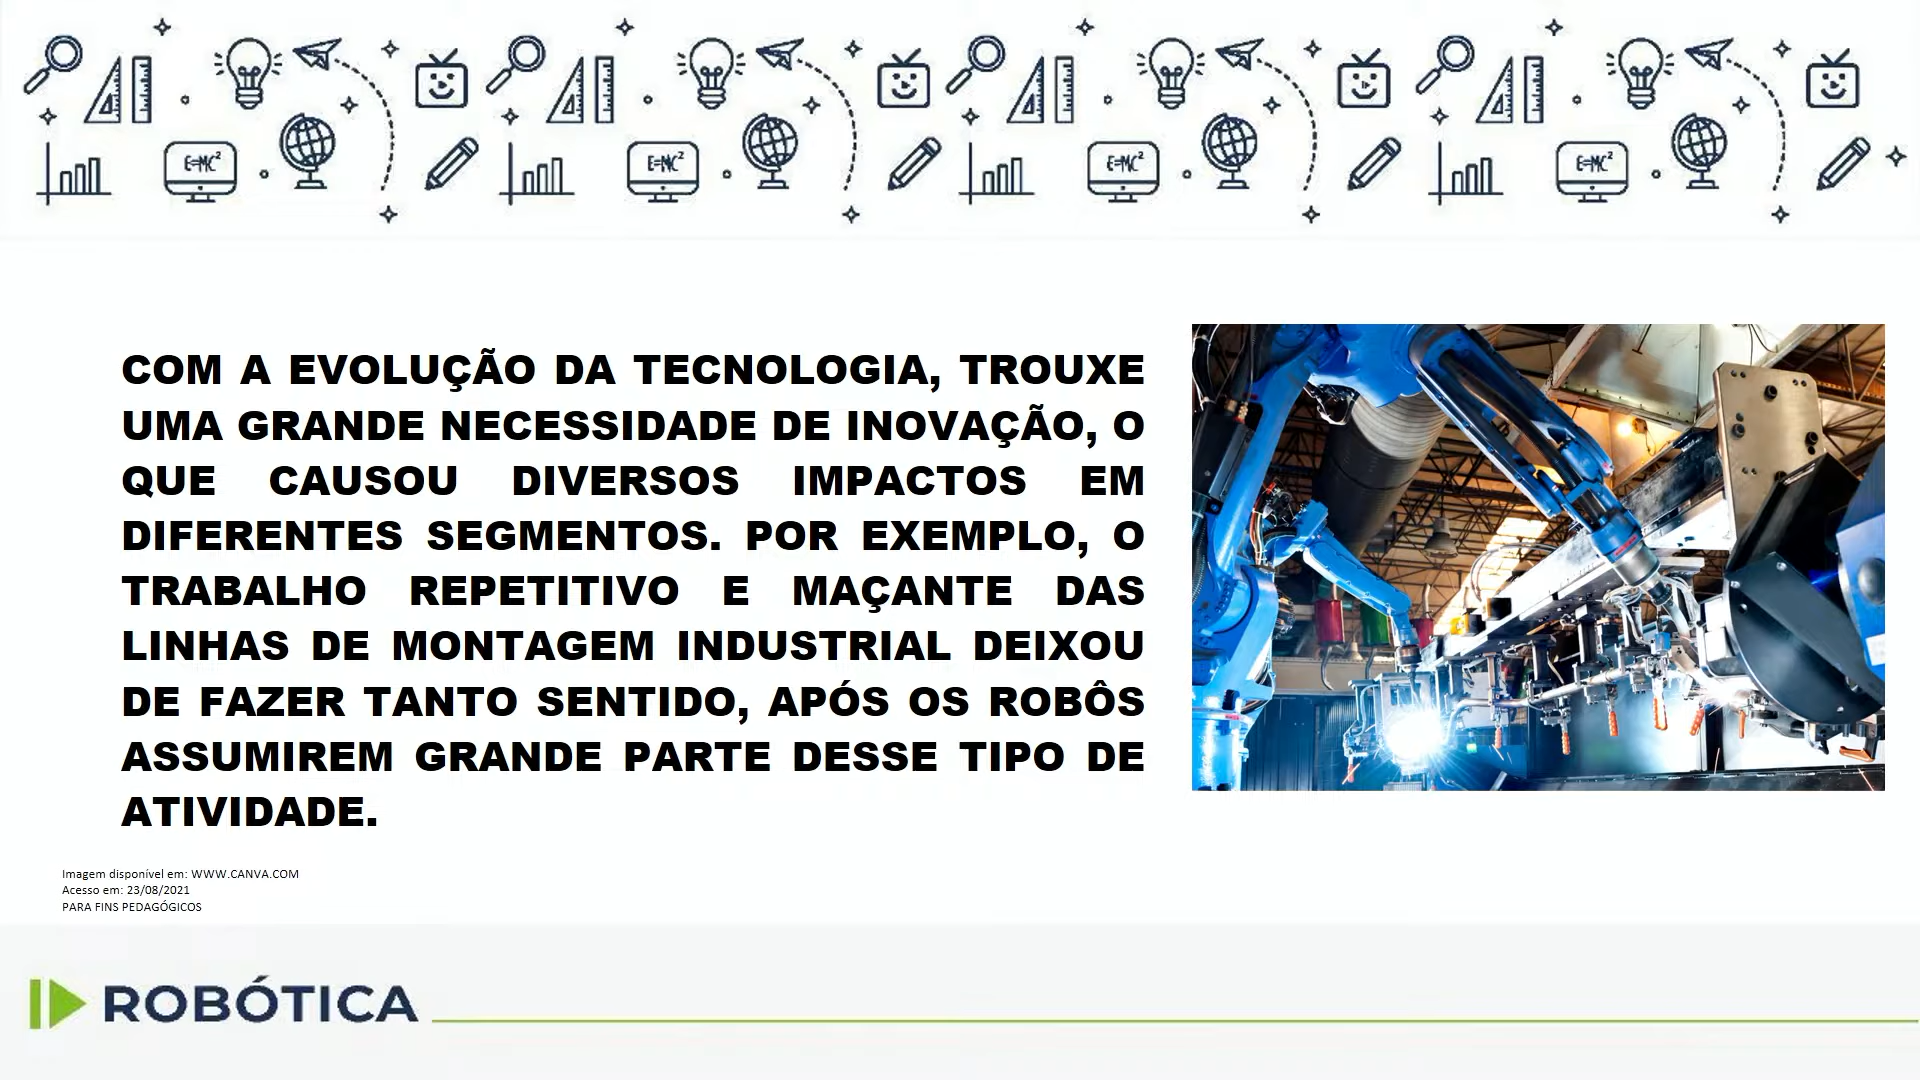 E=MC²
E=MC²
E=MC²
E=MC²
COM A EVOLUÇÃO DA TECNOLOGIA, TROUXE
UMA GRANDE NECESSIDADE DE INOVAÇÃO, O
QUE CAUSOU DIVERSOS IMPACTOS EM
DIFERENTES SEGMENTOS. POR EXEMPLO, O
TRABALHO REPETITIVO E MAÇANTE DAS
LINHAS DE MONTAGEM INDUSTRIAL DEIXOU
DE FAZER TANTO SENTIDO, APÓS OS ROBÔS
ASSUMIREM GRANDE PARTE DESSE TIPO DE
ATIVIDADE.
Imagem disponível em: WWW.CANVA.COM
Acesso em: 23/08/2021
PARA FINS PEDAGÓGICOS
ROBÓTICA